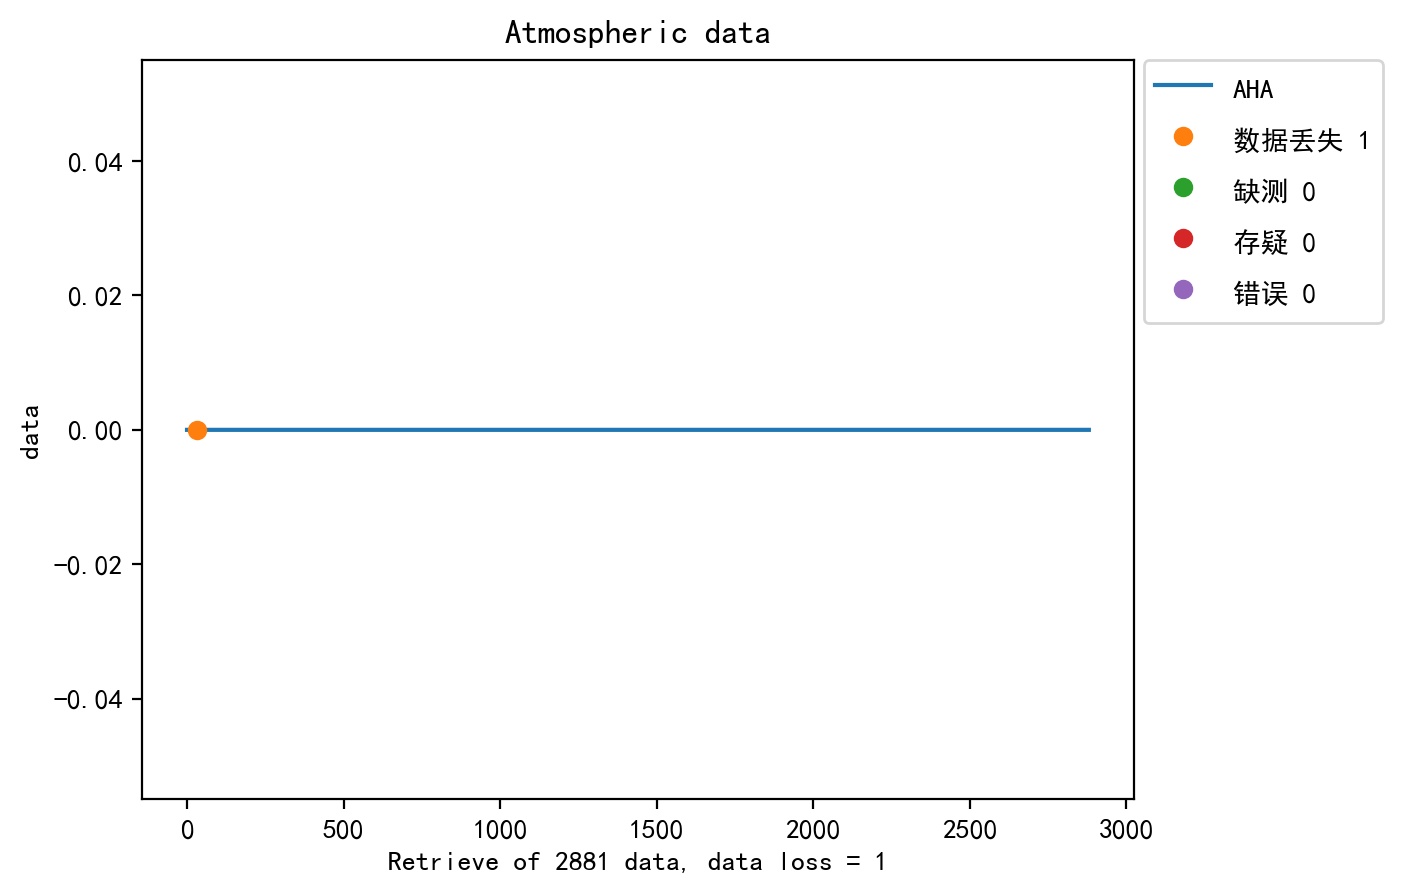 Atmospheric data
AHA
数据丢失 1
缺测 0
存疑 0
错误 0
0.04
0.02
0.00
-0.02
-0.04
data
0
500
1000
1500
2000
2500
3000
Retrieve of 2881 data, data loss = 1